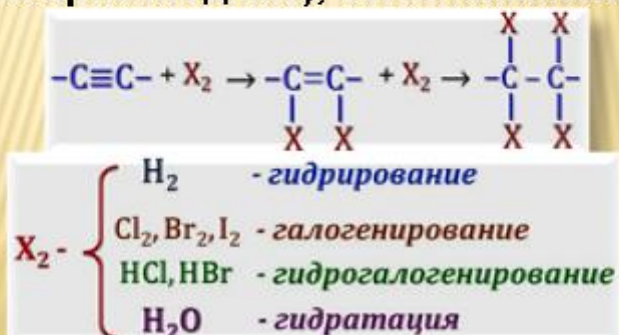 X X
–C≡C– + X₂ → –C=C– + X₂ → –C – C–
X X X X
H₂ - гидрирование
X₂ - Cl₂, Br₂, I₂ - галогенирование
HCl, HBr - гидрогалогенирование
H₂O - гидратация